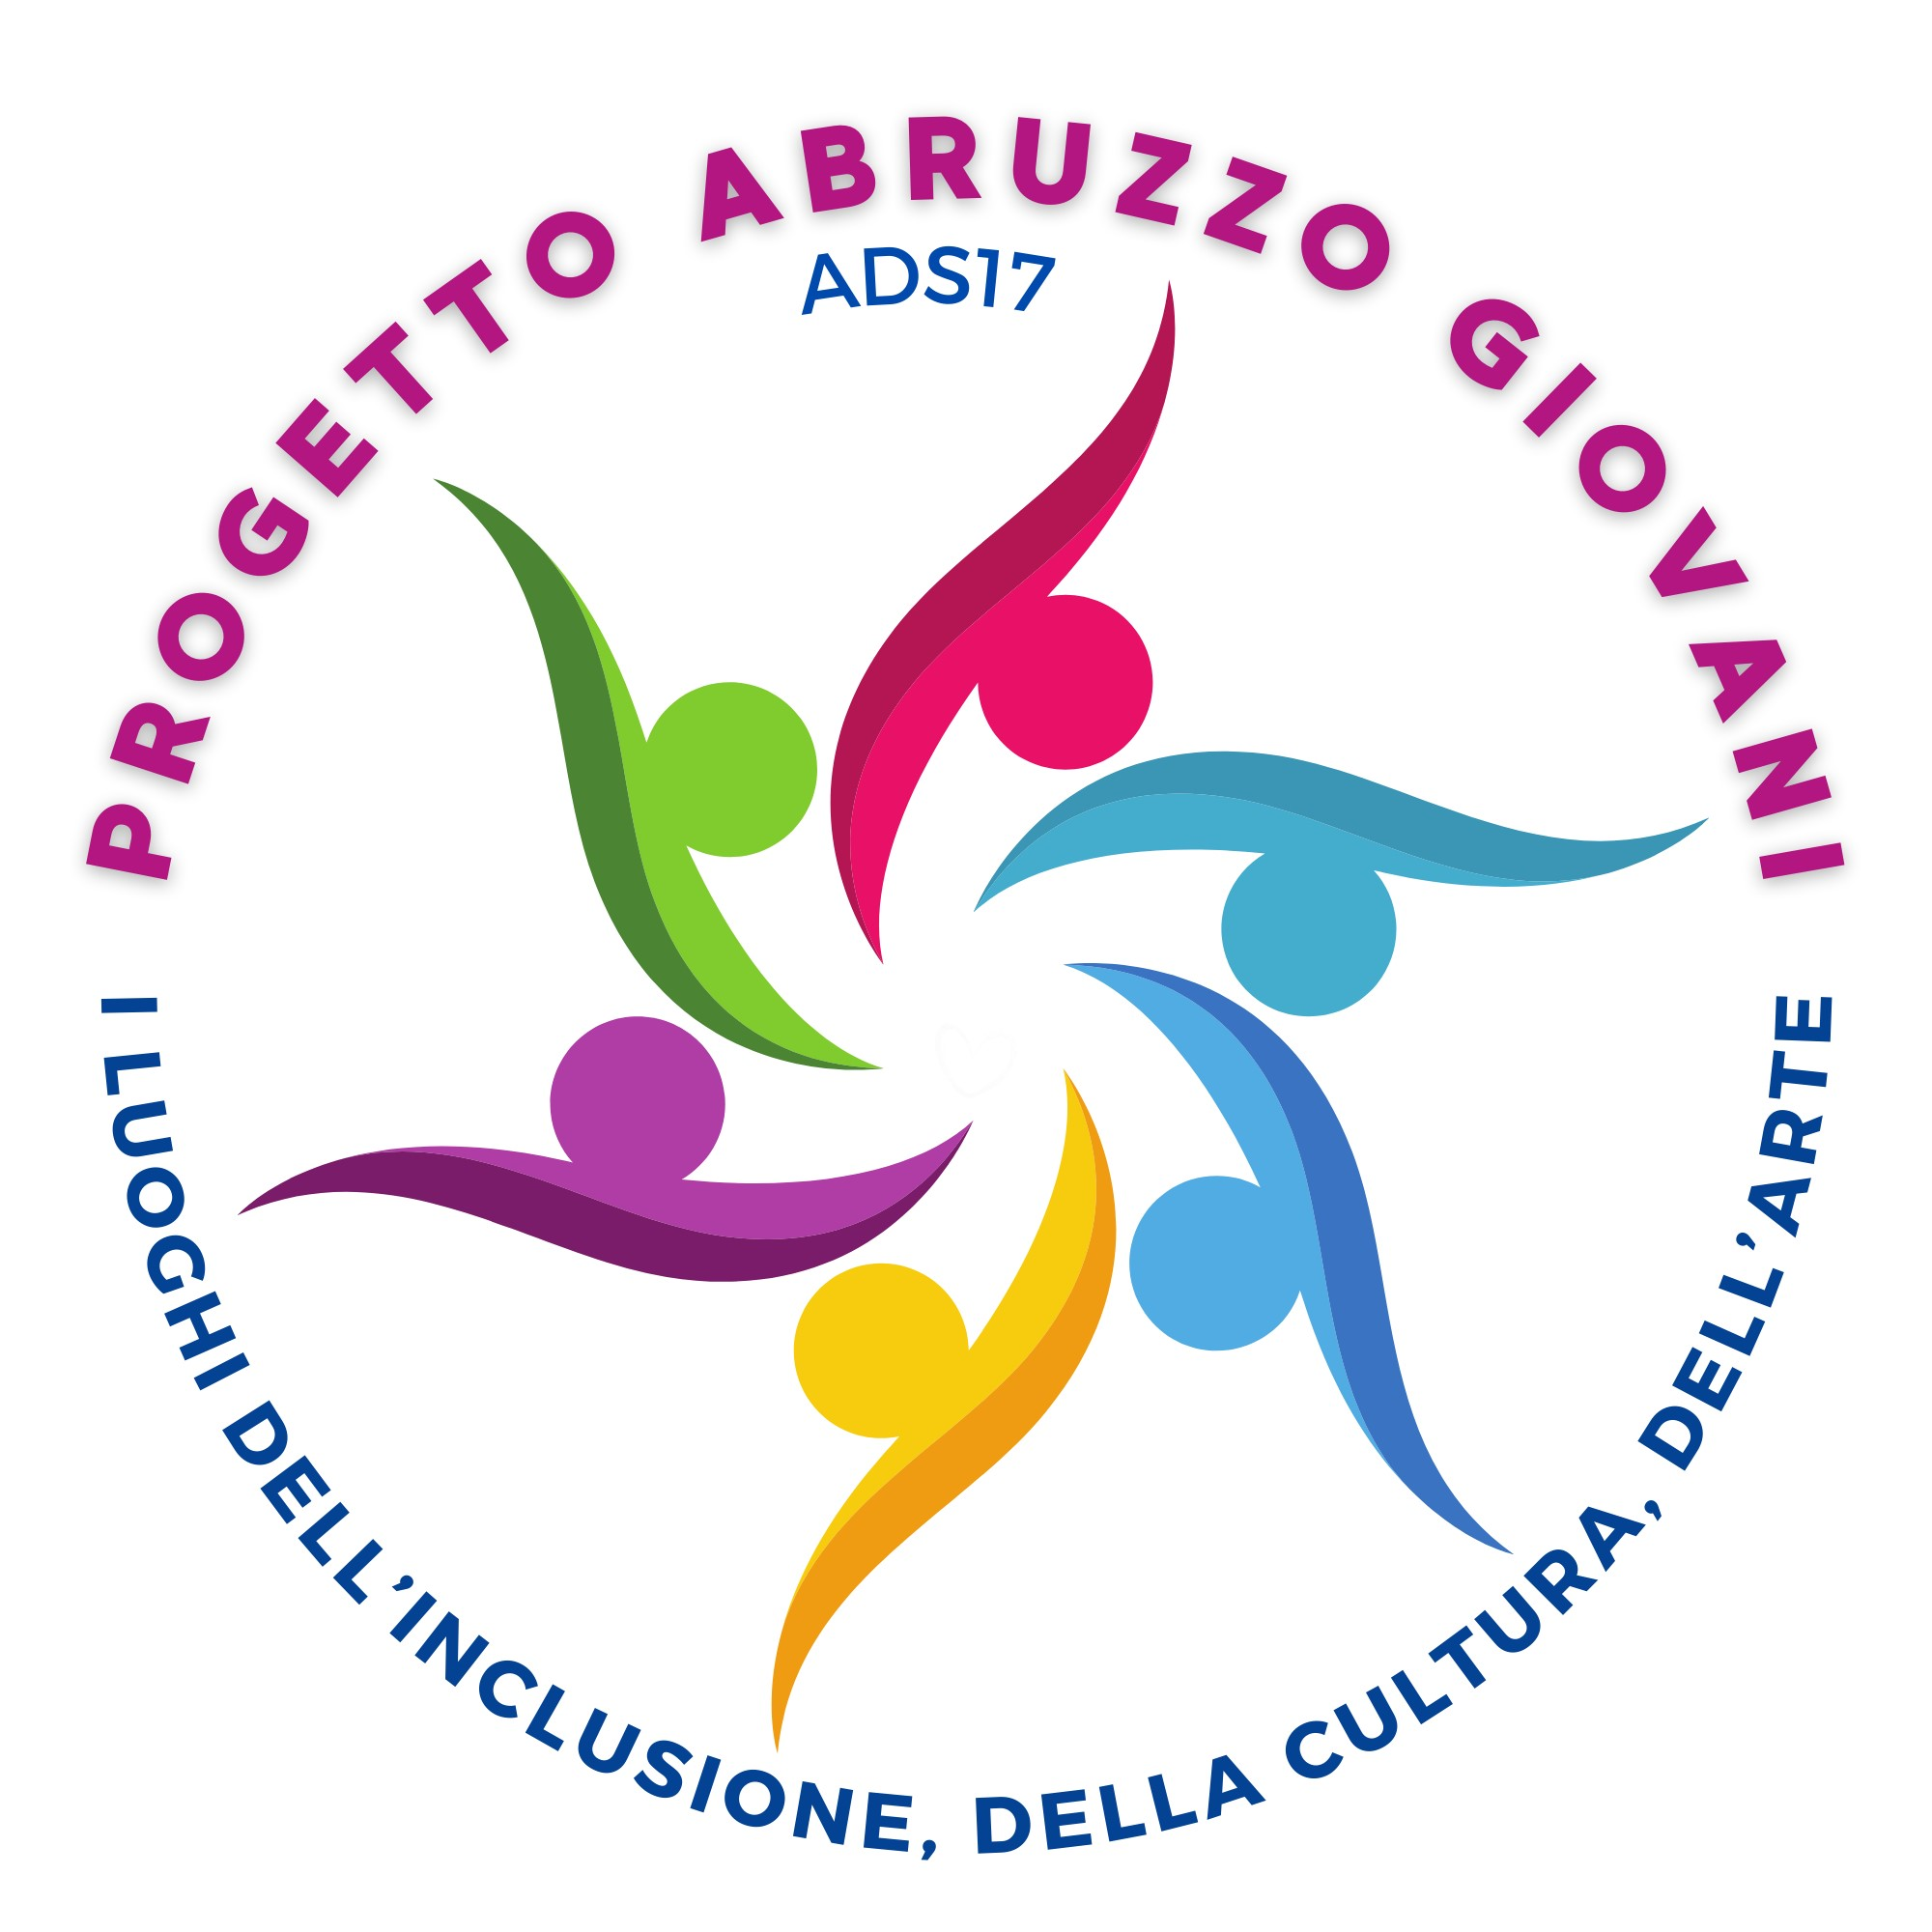 PROGETTO ABRUZZO GIOVANI
ADS17
I LUOGHI DELL'INCLUSIONE, DELLA CULTURA, DELL'ARTE